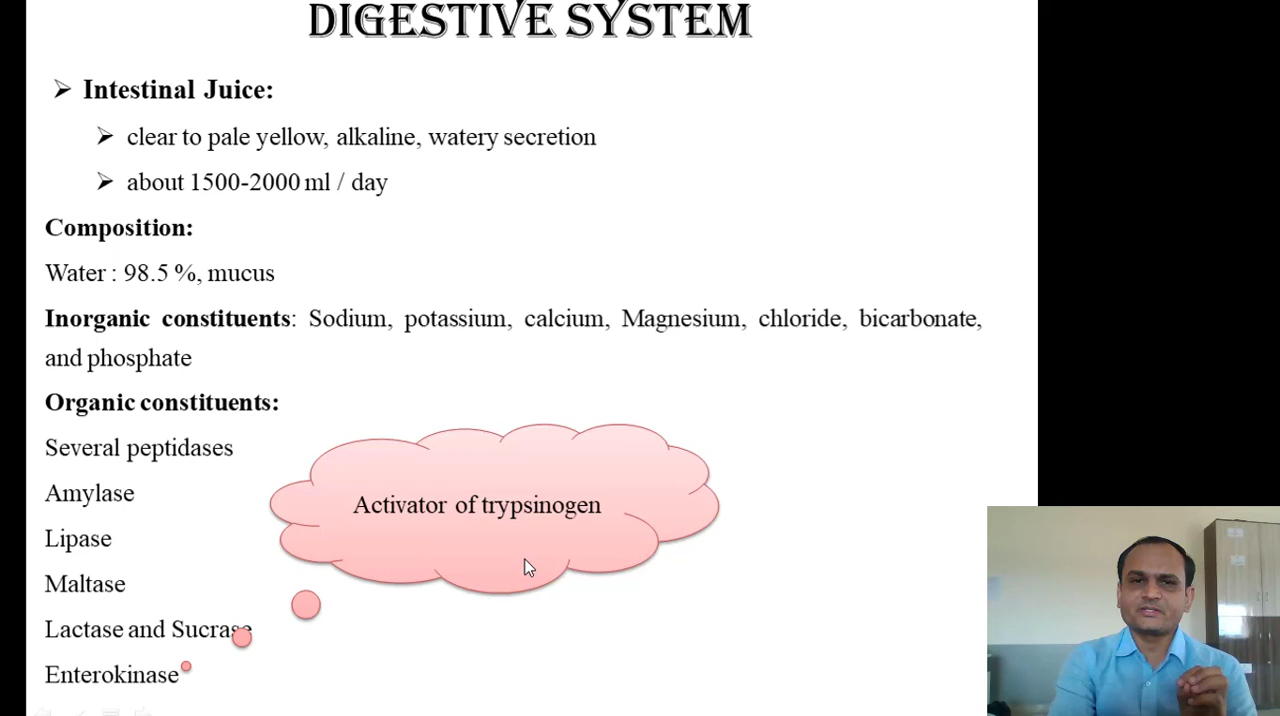 DIGESTIVE SYSTEM
Intestinal Juice:
clear to pale yellow, alkaline, watery secretion
about 1500-2000 ml / day
Composition:
Water : 98.5 %, mucus
Inorganic constituents: Sodium, potassium, calcium, Magnesium, chloride, bicarbonate,
and phosphate
Organic constituents:
Several peptidases
Amylase
Lipase
Maltase
Lactase and Sucrase
Enterokinase
Activator of trypsinogen